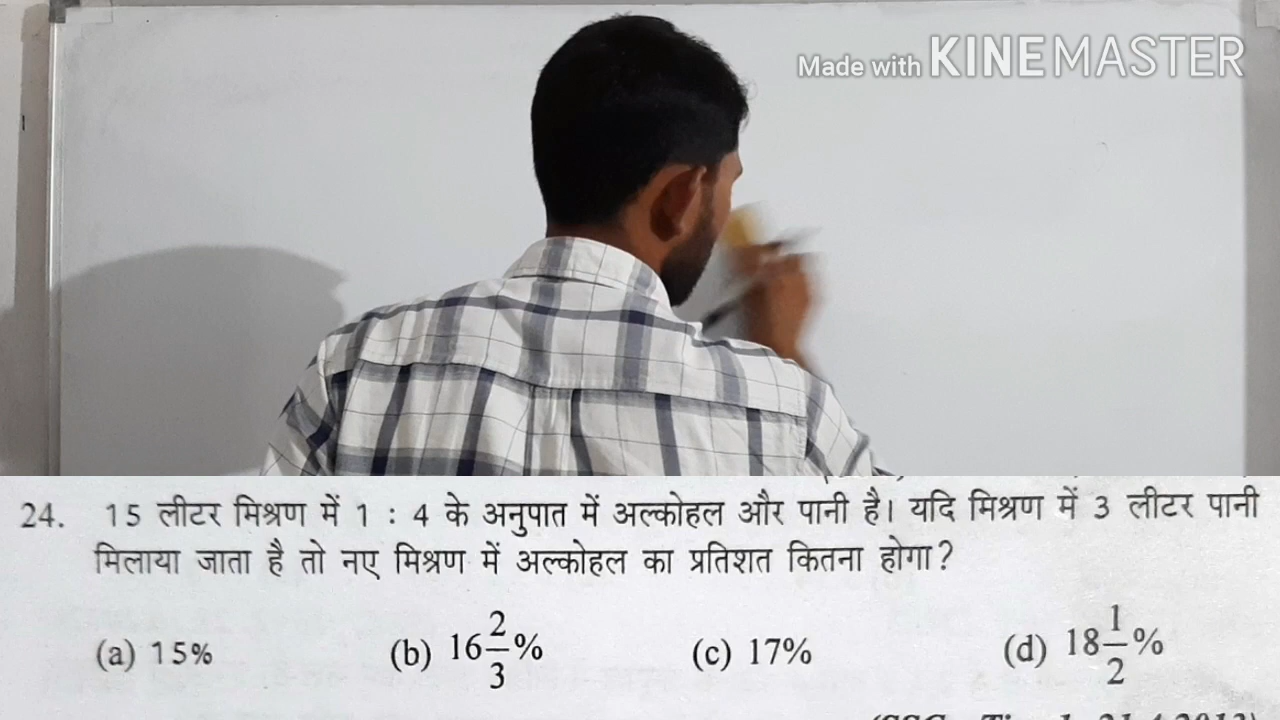 Made with KINEMASTER
24. 15 लीटर मिश्रण में 1 : 4 के अनुपात में अल्कोहल और पानी है। यदि मिश्रण में 3 लीटर पानी
मिलाया जाता है तो नए मिश्रण में अल्कोहल का प्रतिशत कितना होगा?
(a) 15% (b) 16 2/3 % (c) 17% (d) 18 1/2 %